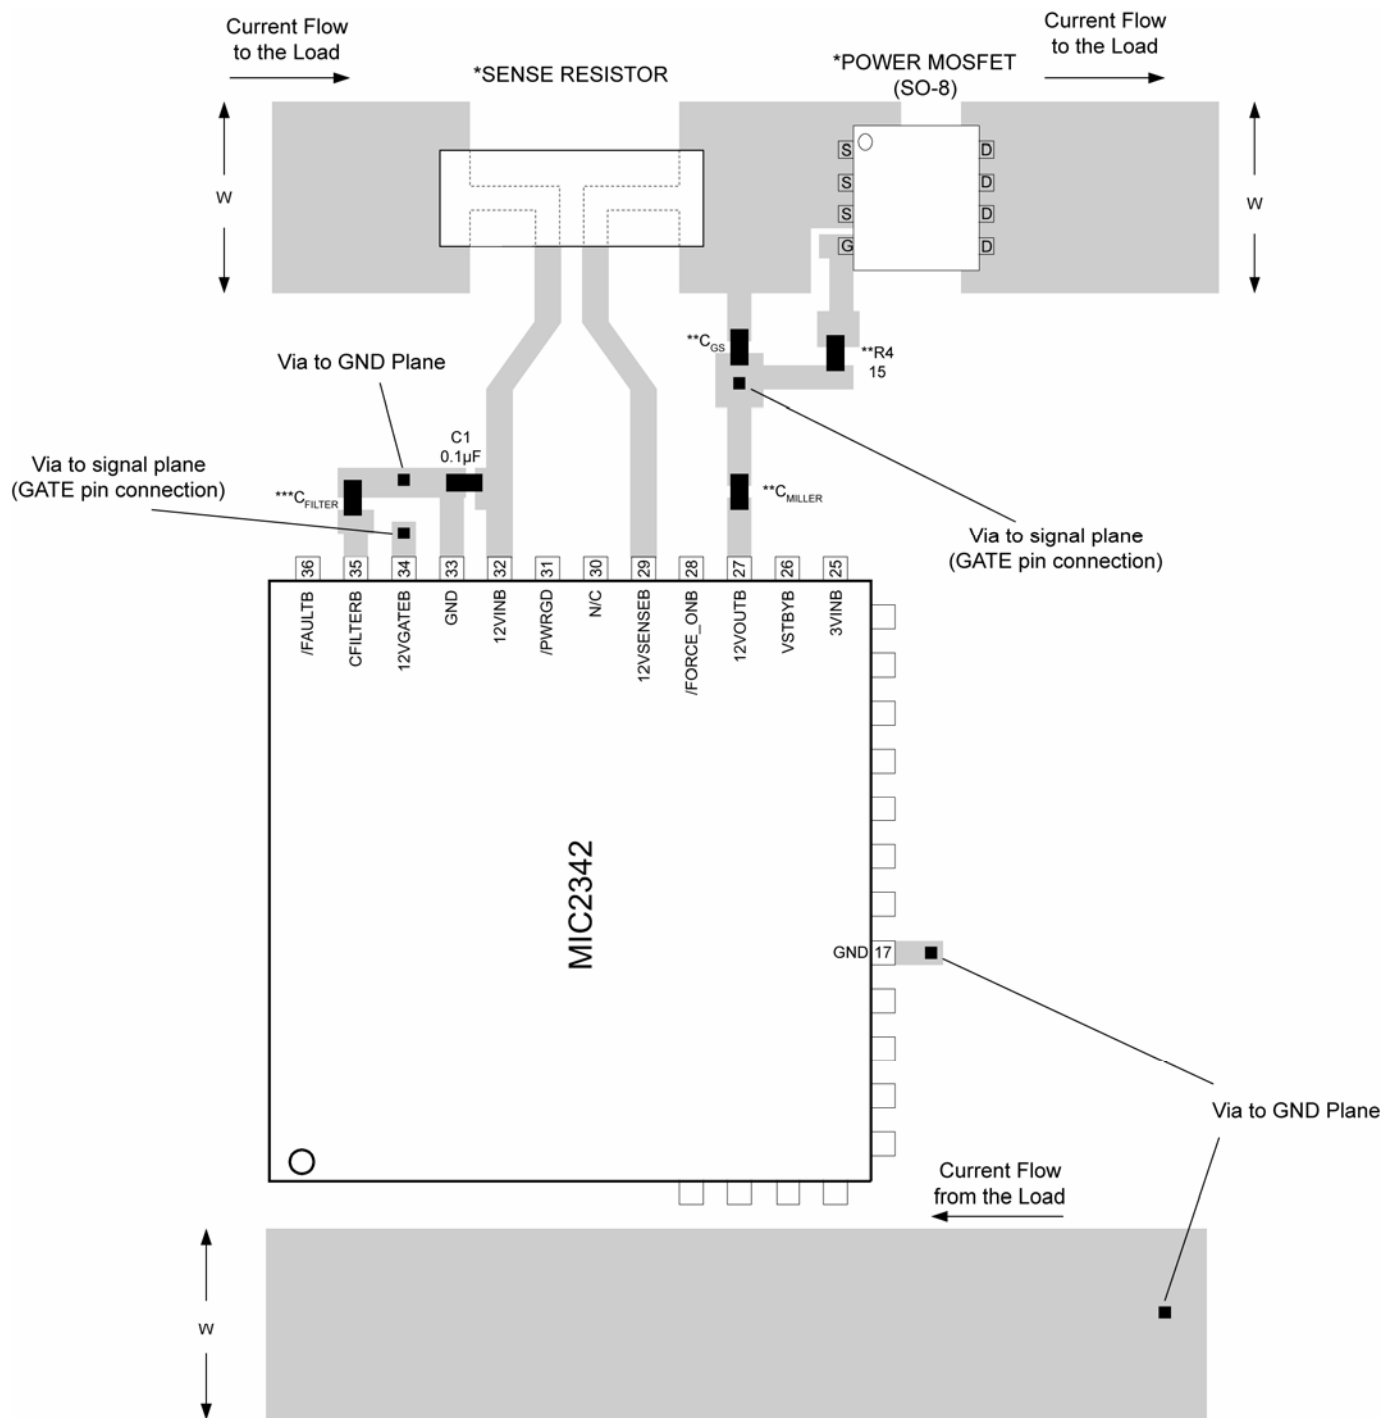 Current Flow
to the Load
*SENSE RESISTOR
*POWER MOSFET
(SO-8)
Current Flow
to the Load
W
S
S
S
G
D
D
D
D
W
**CGS
**R4
15
Via to GND Plane
C1
0.1µF
Via to signal plane
(GATE pin connection)
***CFILTER
**CMILLER
Via to signal plane
(GATE pin connection)
36
35
34
33
32
31
30
29
28
27
26
25
/FAULTB
CFILTERB
12VGATEB
GND
12VINB
/PWRGD
N/C
12VSENSEB
/FORCE_ONB
12VOUTB
VSTBYB
3VINB
MIC2342
GND 17
Via to GND Plane
Current Flow
from the Load
W